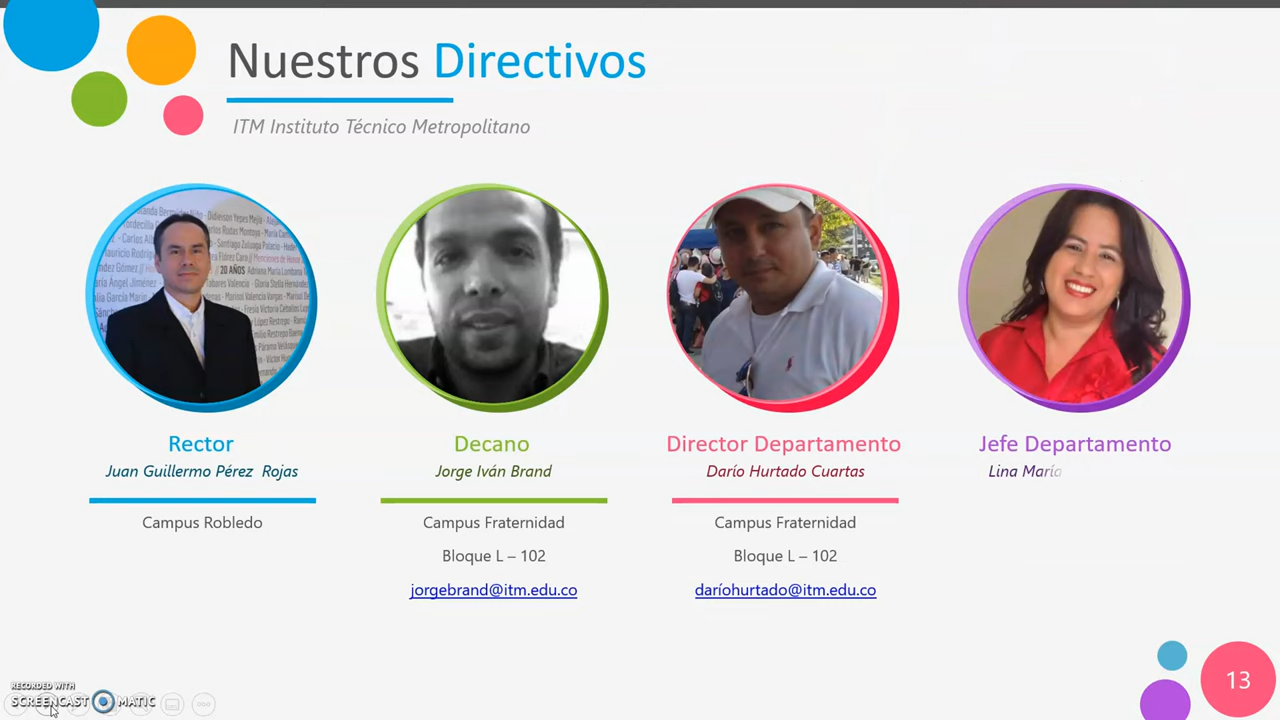 Nuestros Directivos
ITM Instituto Técnico Metropolitano
20 AÑOS
Rector
Juan Guillermo Pérez Rojas
Campus Robledo
Decano
Jorge Iván Brand
Campus Fraternidad
Bloque L – 102
jorgebrand@itm.edu.co
Director Departamento
Darío Hurtado Cuartas
Campus Fraternidad
Bloque L – 102
daríohurtado@itm.edu.co
Jefe Departamento
Lina María
RECORDED WITH
SCREENCAST MATIC
13